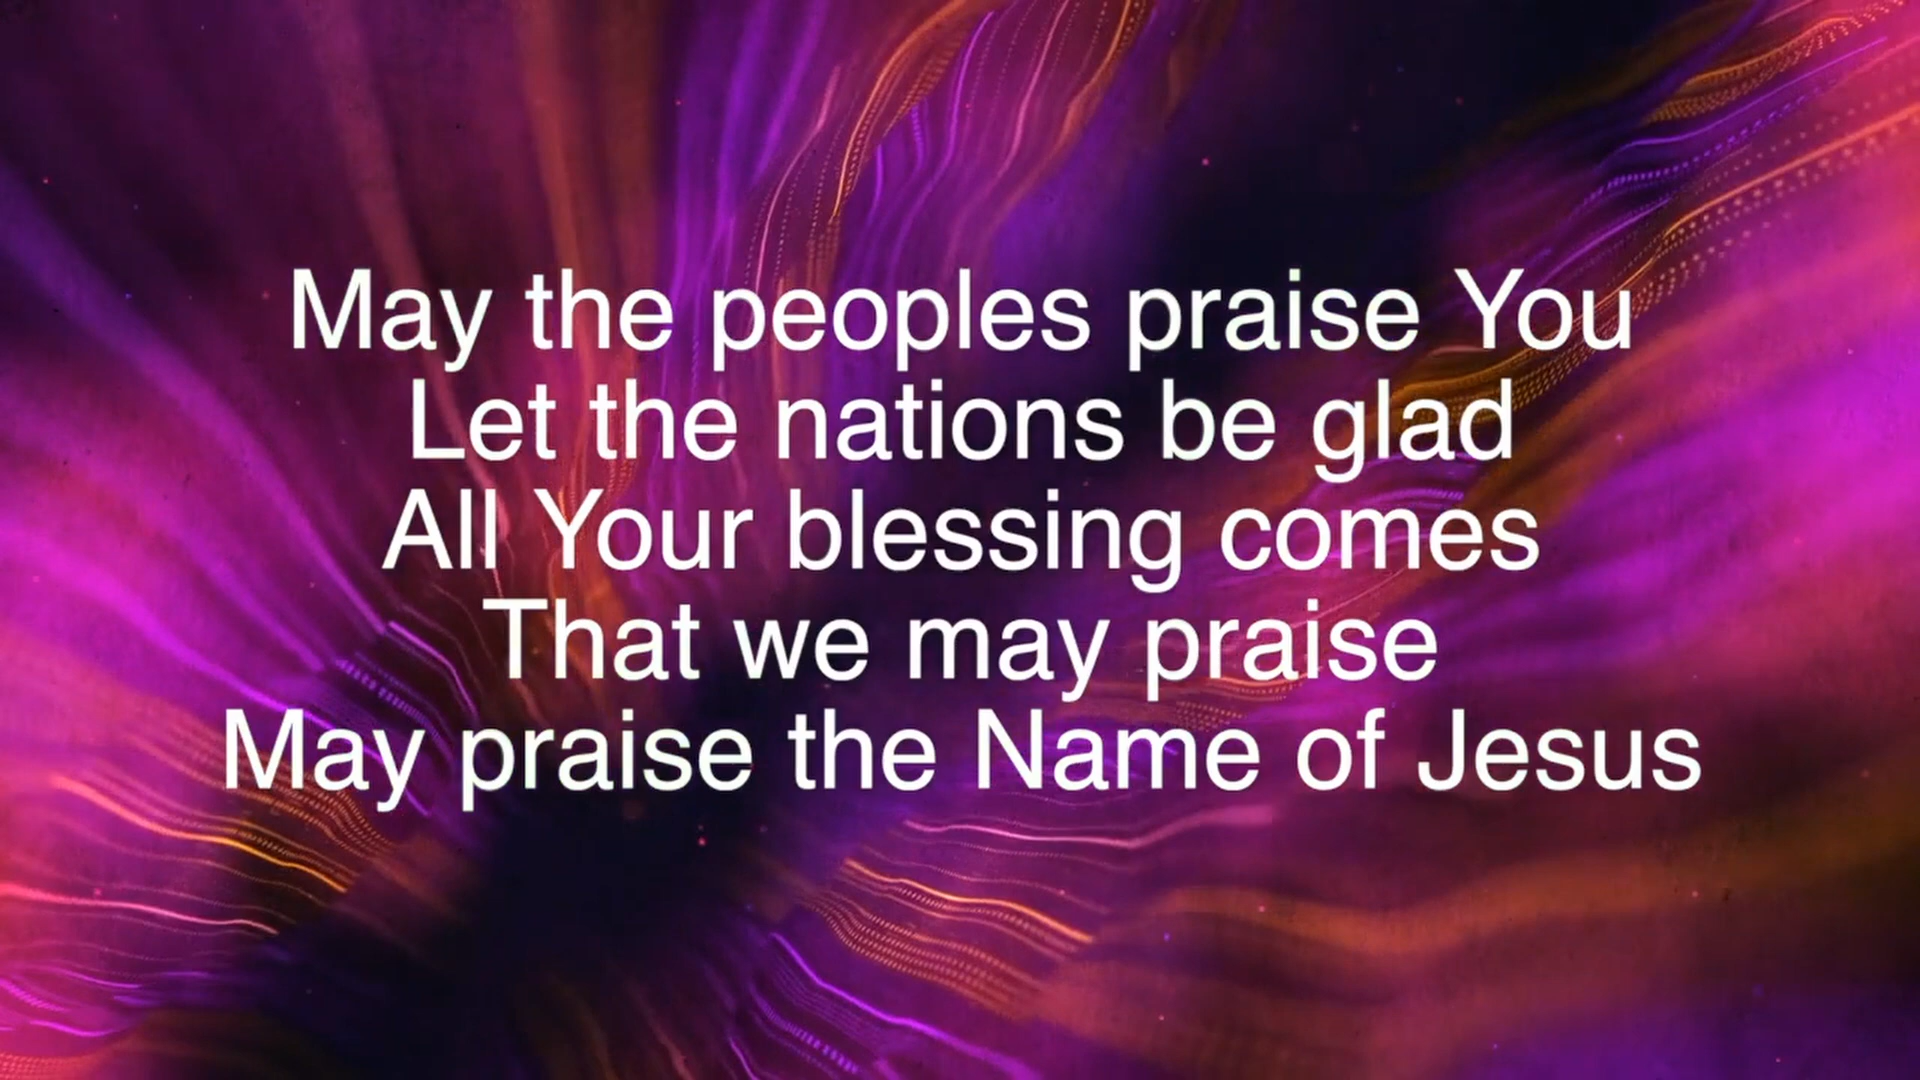 May the peoples praise You
Let the nations be glad
All Your blessing comes
That we may praise
May praise the Name of Jesus